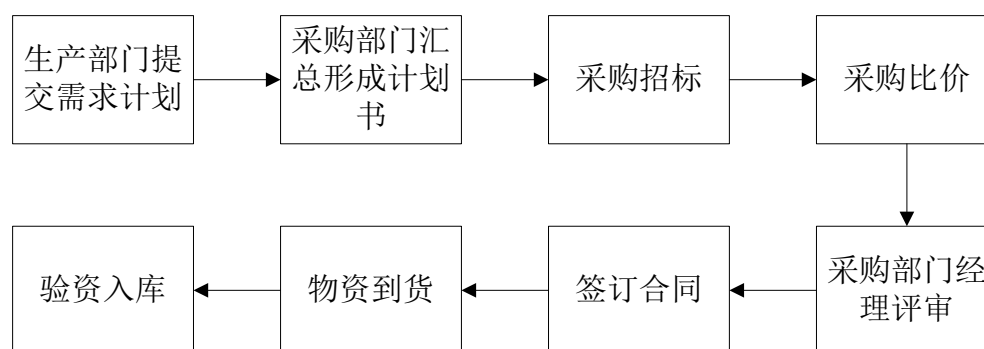 生产部门提
交需求计划
采购部门汇
总形成计划
书
采购招标
采购比价
采购部门经
理评审
签订合同
物资到货
验资入库